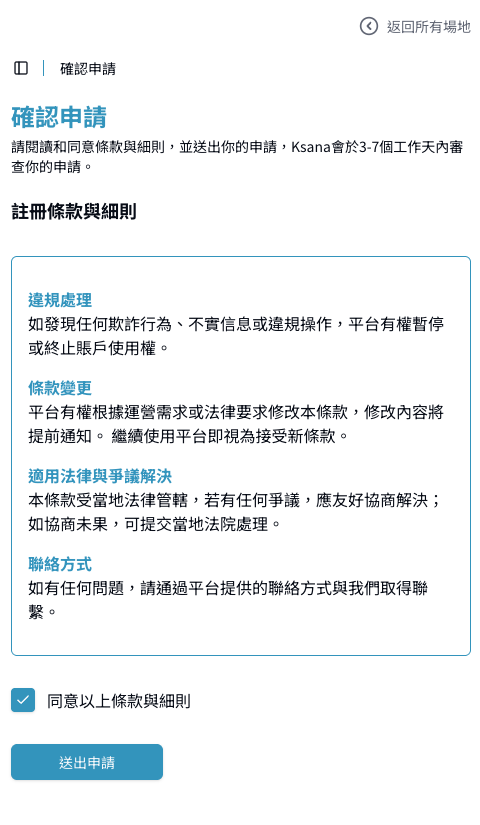 返回所有場地
確認申請
確認申請
請閱讀和同意條款與細則，並送出你的申請，Ksana會於3-7個工作天內審
查你的申請。
註冊條款與細則
違規處理
如發現任何欺詐行為、不實信息或違規操作，平台有權暫停
或終止賬戶使用權。
條款變更
平台有權根據運營需求或法律要求修改本條款，修改內容將
提前通知。 繼續使用平台即視為接受新條款。
適用法律與爭議解決
本條款受當地法律管轄，若有任何爭議，應友好協商解決；
如協商未果，可提交當地法院處理。
聯絡方式
如有任何問題，請通過平台提供的聯絡方式與我們取得聯
繫。
同意以上條款與細則
送出申請